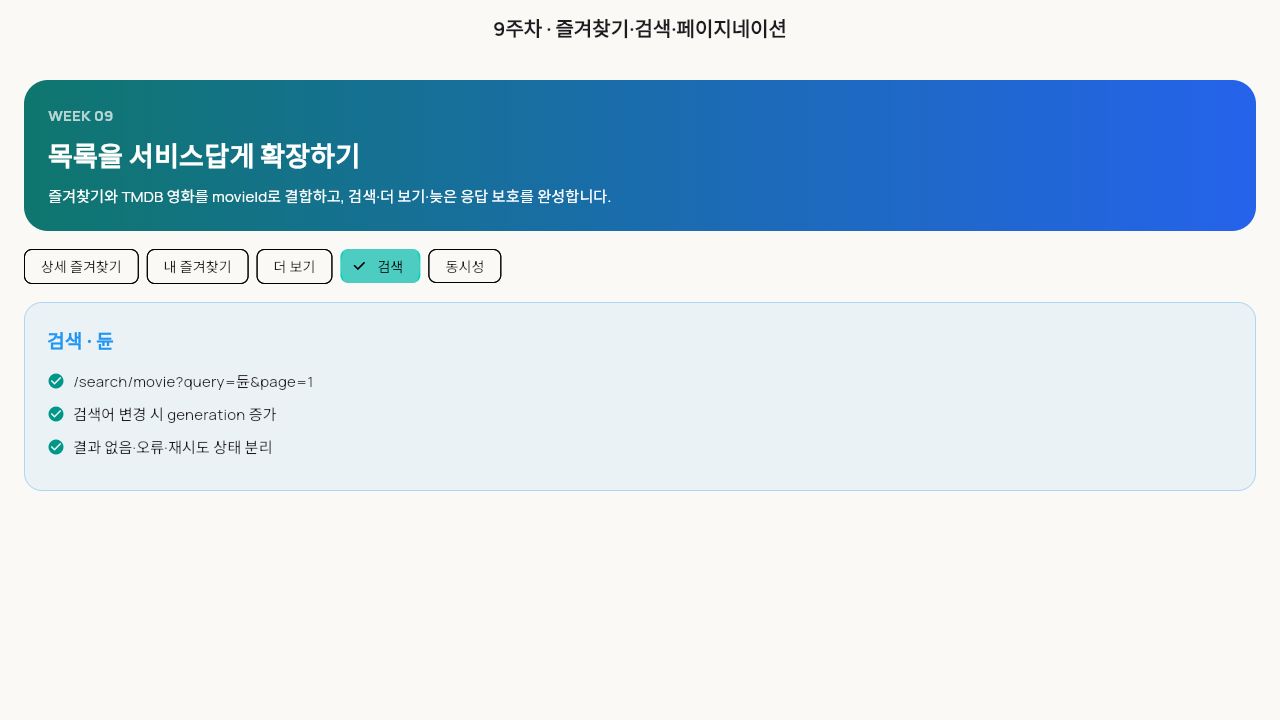 9주차 · 즐겨찾기·검색·페이지네이션
WEEK 09
목록을 서비스답게 확장하기
즐겨찾기와 TMDB 영화를 movieId로 결합하고, 검색·더 보기·늦은 응답 보호를 완성합니다.
상세 즐겨찾기 내 즐겨찾기 더 보기 검색 동시성
검색 · 듄
/search/movie?query=듄&page=1
검색어 변경 시 generation 증가
결과 없음·오류·재시도 상태 분리